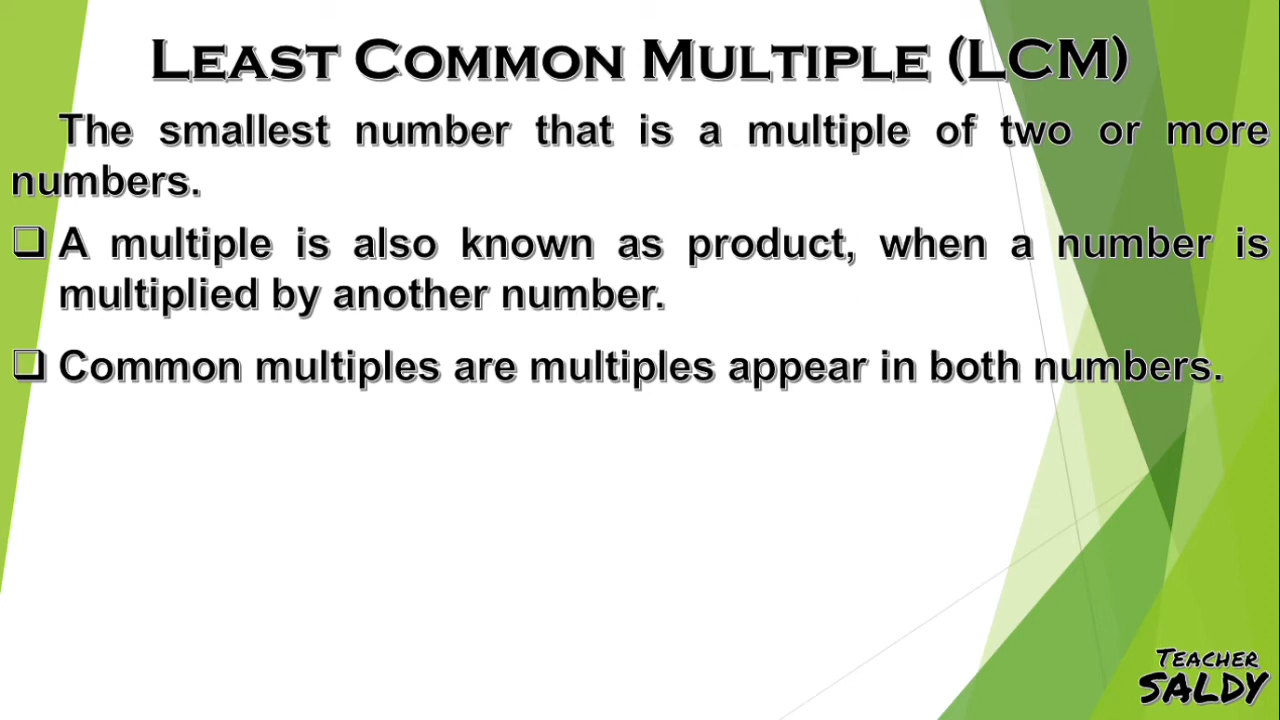 LEAST COMMON MULTIPLE (LCM)
The smallest number that is a multiple of two or more
numbers.
❑ A multiple is also known as product, when a number is
multiplied by another number.
❑ Common multiples are multiples appear in both numbers.
TEACHER
SALDY